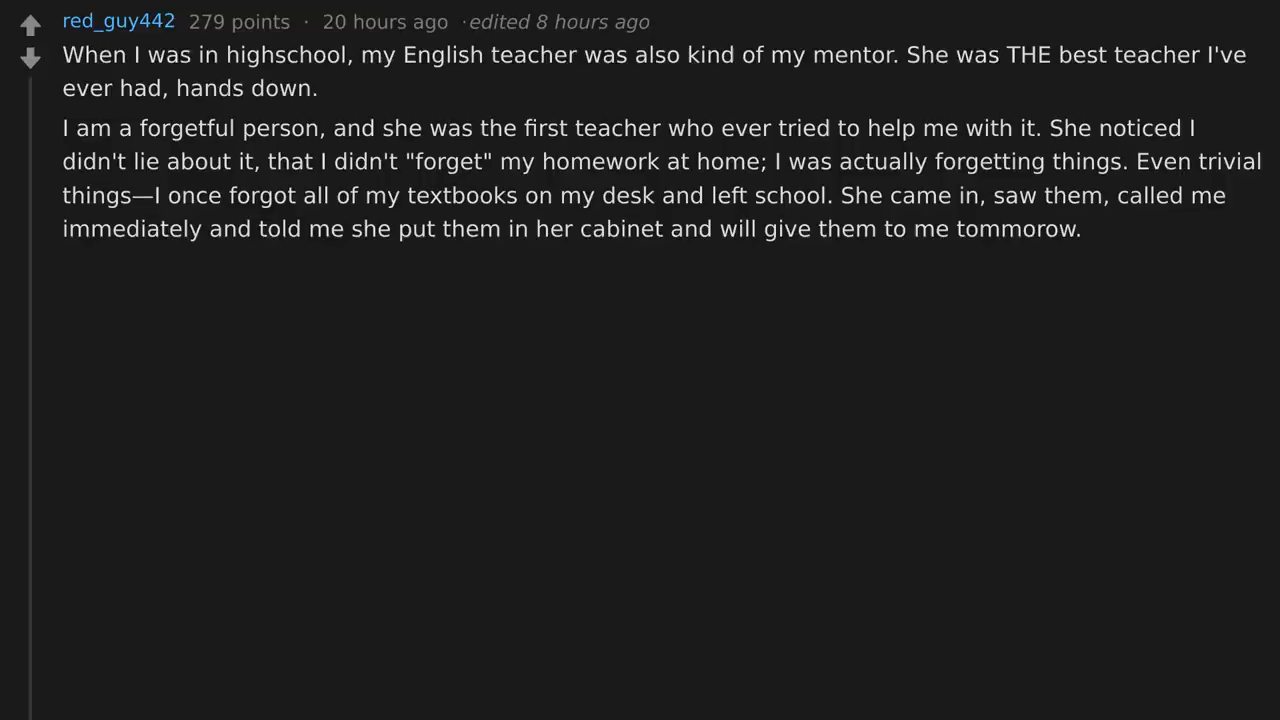 red_guy442 279 points · 20 hours ago ·edited 8 hours ago
When I was in highschool, my English teacher was also kind of my mentor. She was THE best teacher I've
ever had, hands down.
I am a forgetful person, and she was the first teacher who ever tried to help me with it. She noticed I
didn't lie about it, that I didn't "forget" my homework at home; I was actually forgetting things. Even trivial
things—I once forgot all of my textbooks on my desk and left school. She came in, saw them, called me
immediately and told me she put them in her cabinet and will give them to me tommorow.